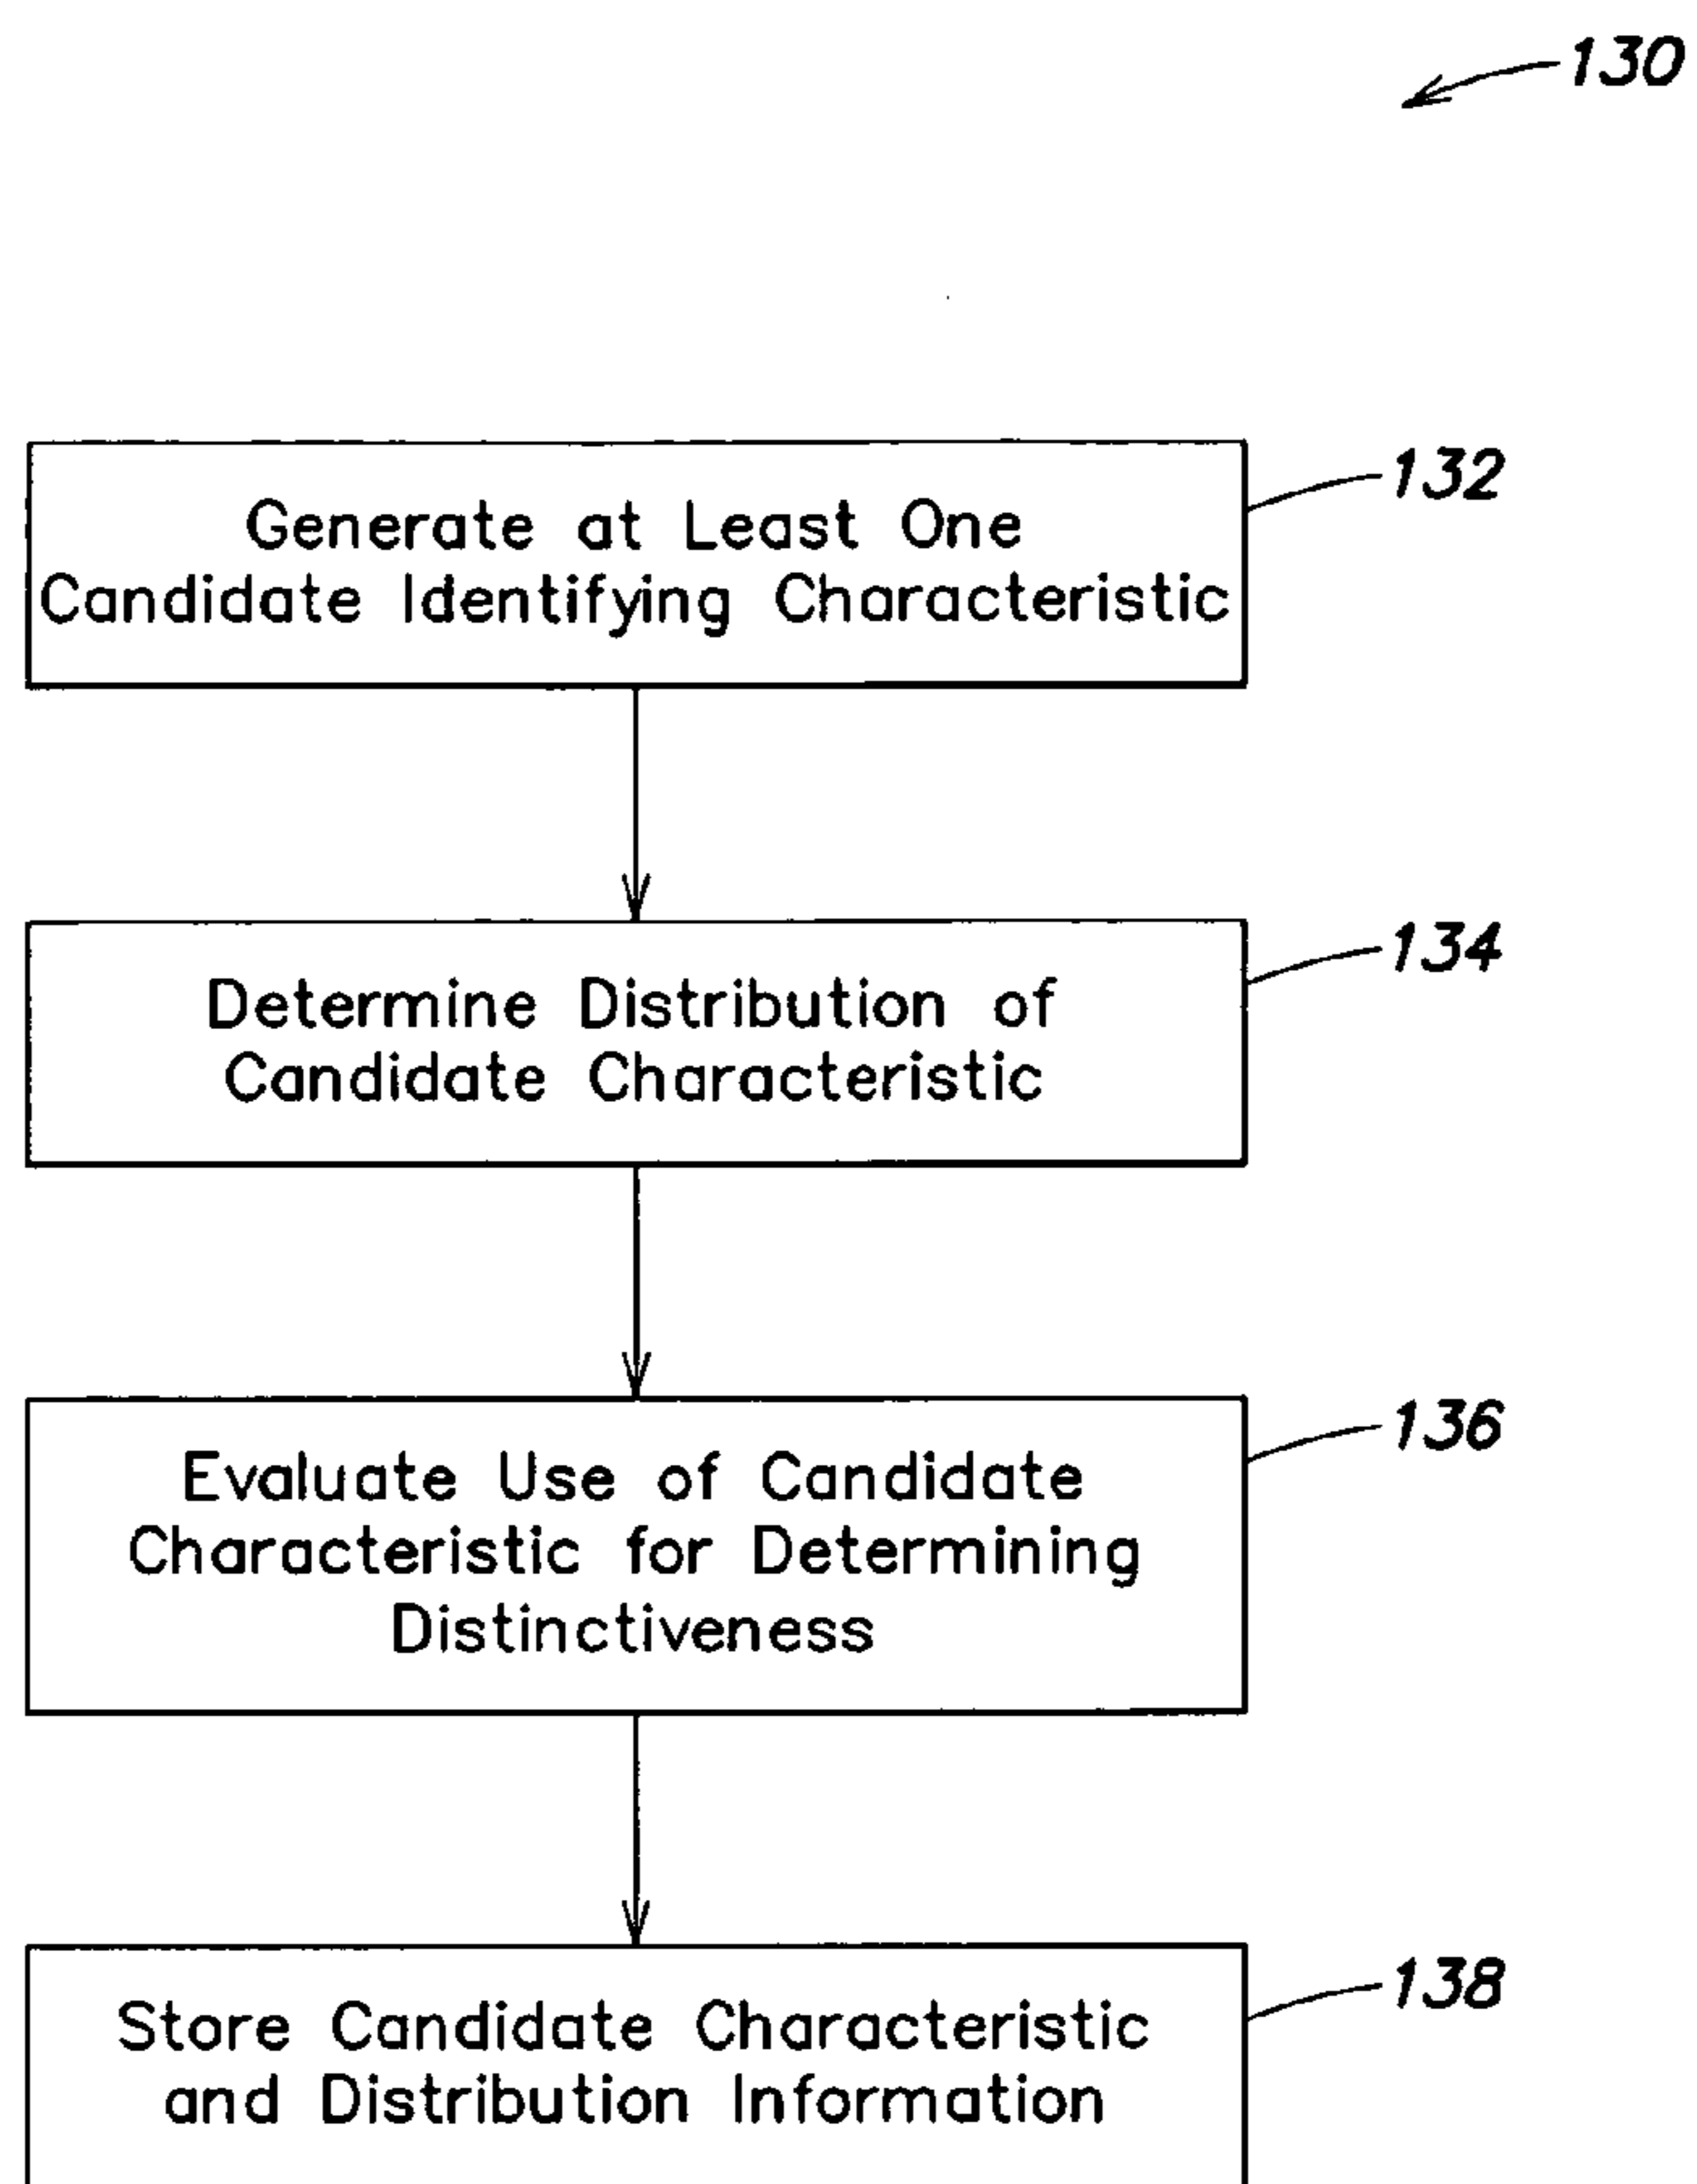 130
Generate at Least One
Candidate Identifying Characteristic
132
Determine Distribution of
Candidate Characteristic
134
Evaluate Use of Candidate
Characteristic for Determining
Distinctiveness
136
Store Candidate Characteristic
and Distribution Information
138